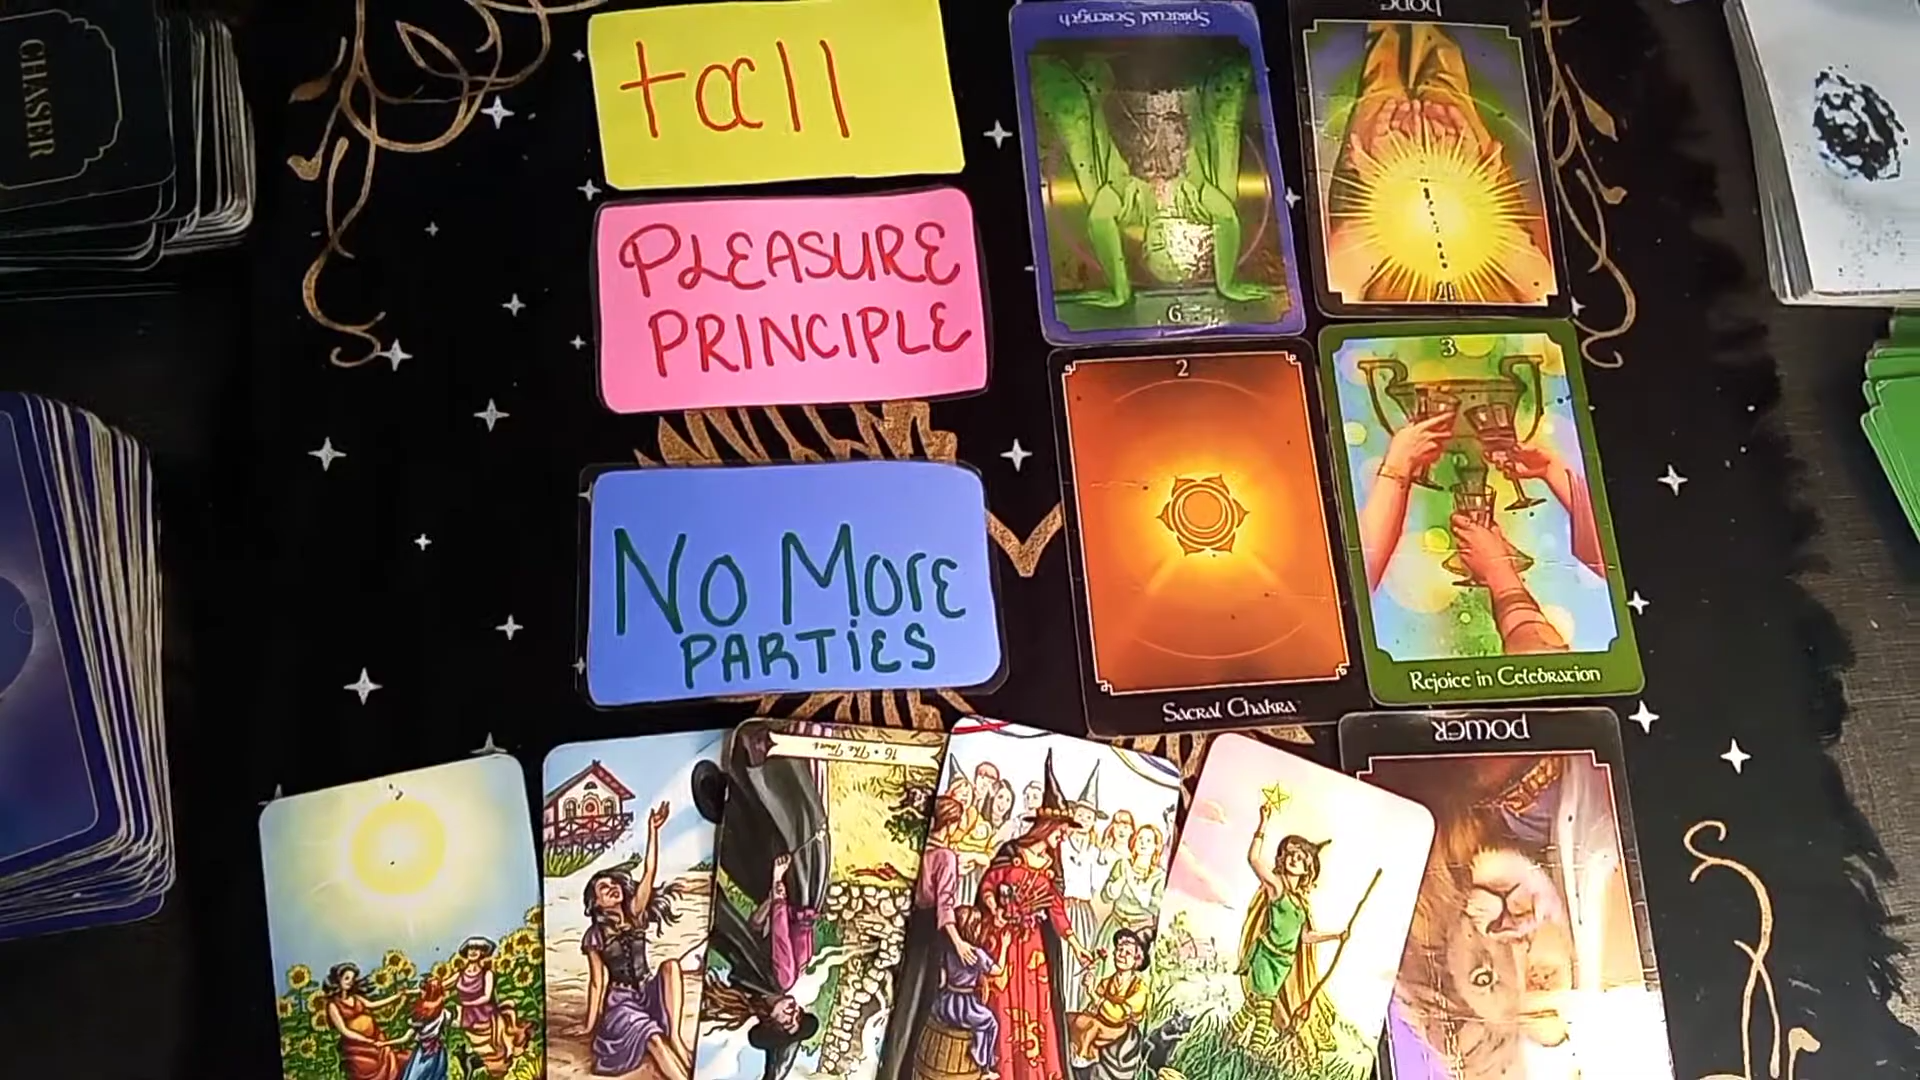 CHASER
tall
PLEASURE
PRINCIPLE
No More
PARTiES
Spiritual Strength
6
HOPE
2
Sacral Chakra
3
Rejoice in Celebration
POWER
16 • The Tower